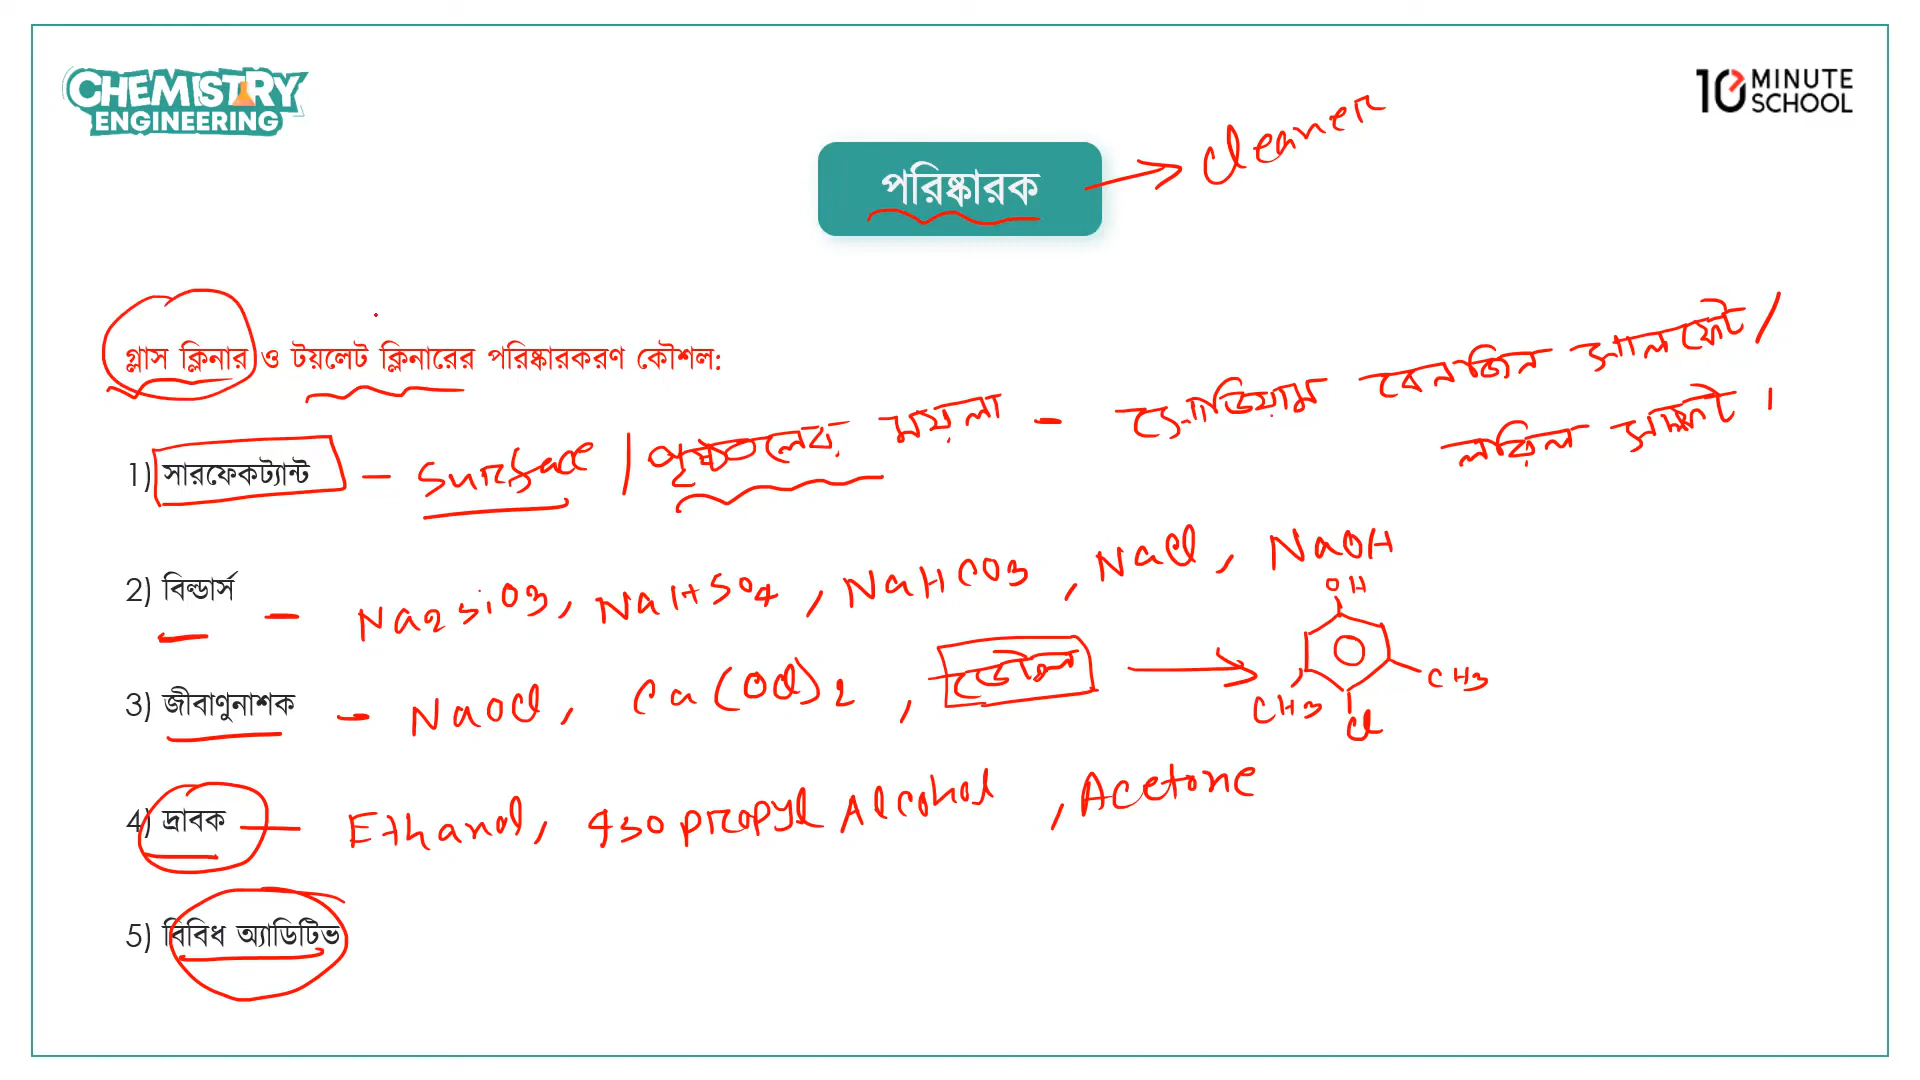 CHEMISTRY
ENGINEERING
10 MINUTE
SCHOOL
পরিষ্কারক → Cleaner
গ্লাস ক্লিনার ও টয়লেট ক্লিনারের পরিষ্কারকরণ কৌশল:
1) সারফেকট্যান্ট – Surface / পৃষ্ঠতলের ময়লা – সোডিয়াম বেনজিন সালফেট /
লরিল সালফেট ।
2) বিল্ডার্স – Na2SiO3, NaHSO4, NaHCO3, NaCl, NaOH
3) জীবাণুনাশক – NaOCl, Ca(OCl)2, ডেটল →
OH
CH3
CH3
Cl
4) দ্রাবক – Ethanol, Isopropyl Alcohol, Acetone
5) বিবিধ অ্যাডিটিভ